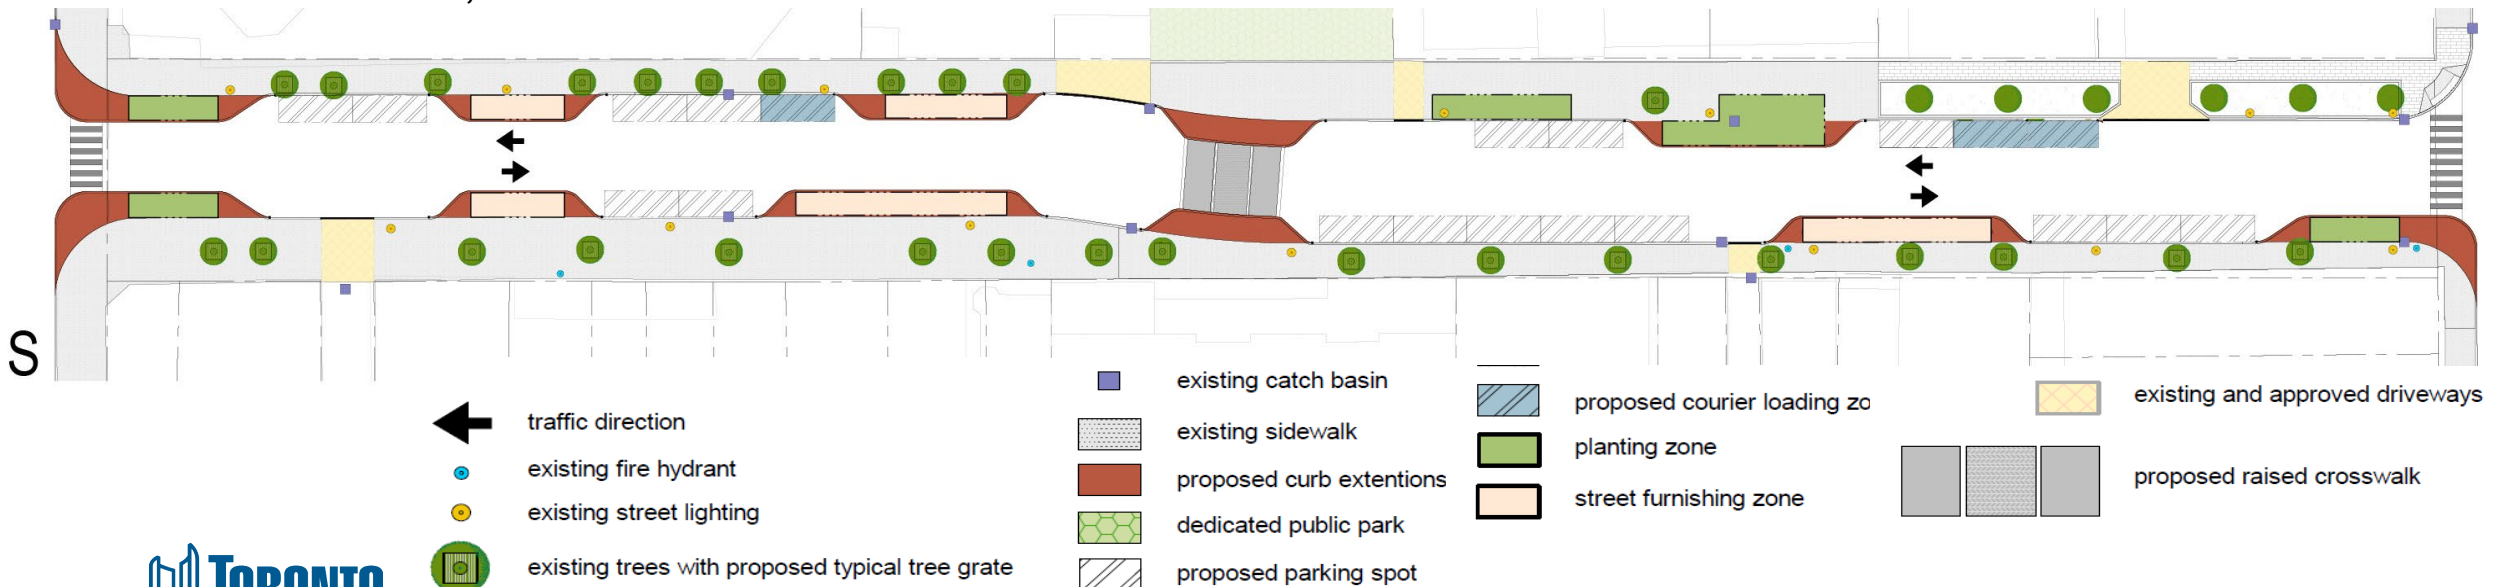 S
traffic direction
existing fire hydrant
existing street lighting
existing trees with proposed typical tree grate
existing catch basin
existing sidewalk
proposed curb extentions
dedicated public park
proposed parking spot
proposed courier loading zo
planting zone
street furnishing zone
existing and approved driveways
proposed raised crosswalk
TORONTO